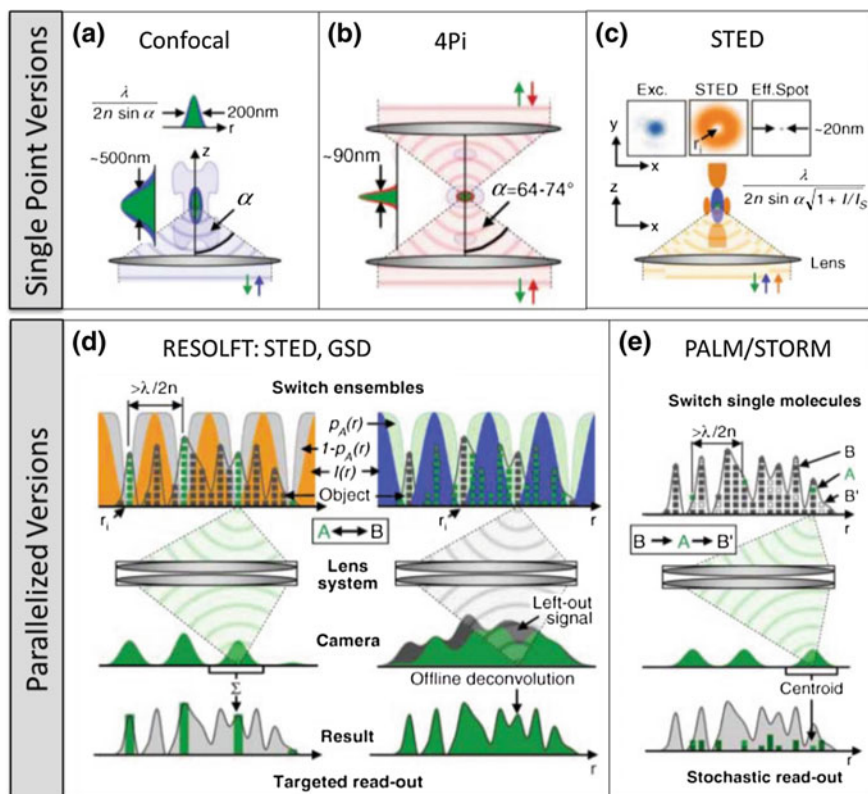 Single Point Versions
(a) Confocal
λ
2n sin α
200nm
r
~500nm
z
α
(b) 4Pi
~90nm
α=64-74°
(c) STED
Exc. STED Eff.Spot
y
rᵢ
~20nm
x
z
λ
2n sin α√1 + I/Iₛ
x
Lens
Parallelized Versions
(d) RESOLFT: STED, GSD
Switch ensembles
>λ/2n
p_A(r)
1-p_A(r)
I(r)
Object
rᵢ
r
A B
Lens
system
Left-out
signal
Camera
Σ
Offline deconvolution
Result
r
Targeted read-out
(e) PALM/STORM
Switch single molecules
>λ/2n
B
A
B'
r
B A B'
Centroid
r
Stochastic read-out